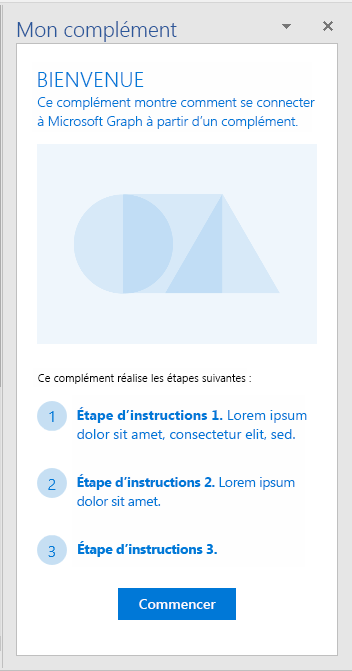 Mon complément
BIENVENUE
Ce complément montre comment se connecter
à Microsoft Graph à partir d’un complément.
Ce complément réalise les étapes suivantes :
1 Étape d’instructions 1. Lorem ipsum
dolor sit amet, consectetur elit, sed.
2 Étape d’instructions 2. Lorem ipsum
dolor sit amet.
3 Étape d’instructions 3.
Commencer